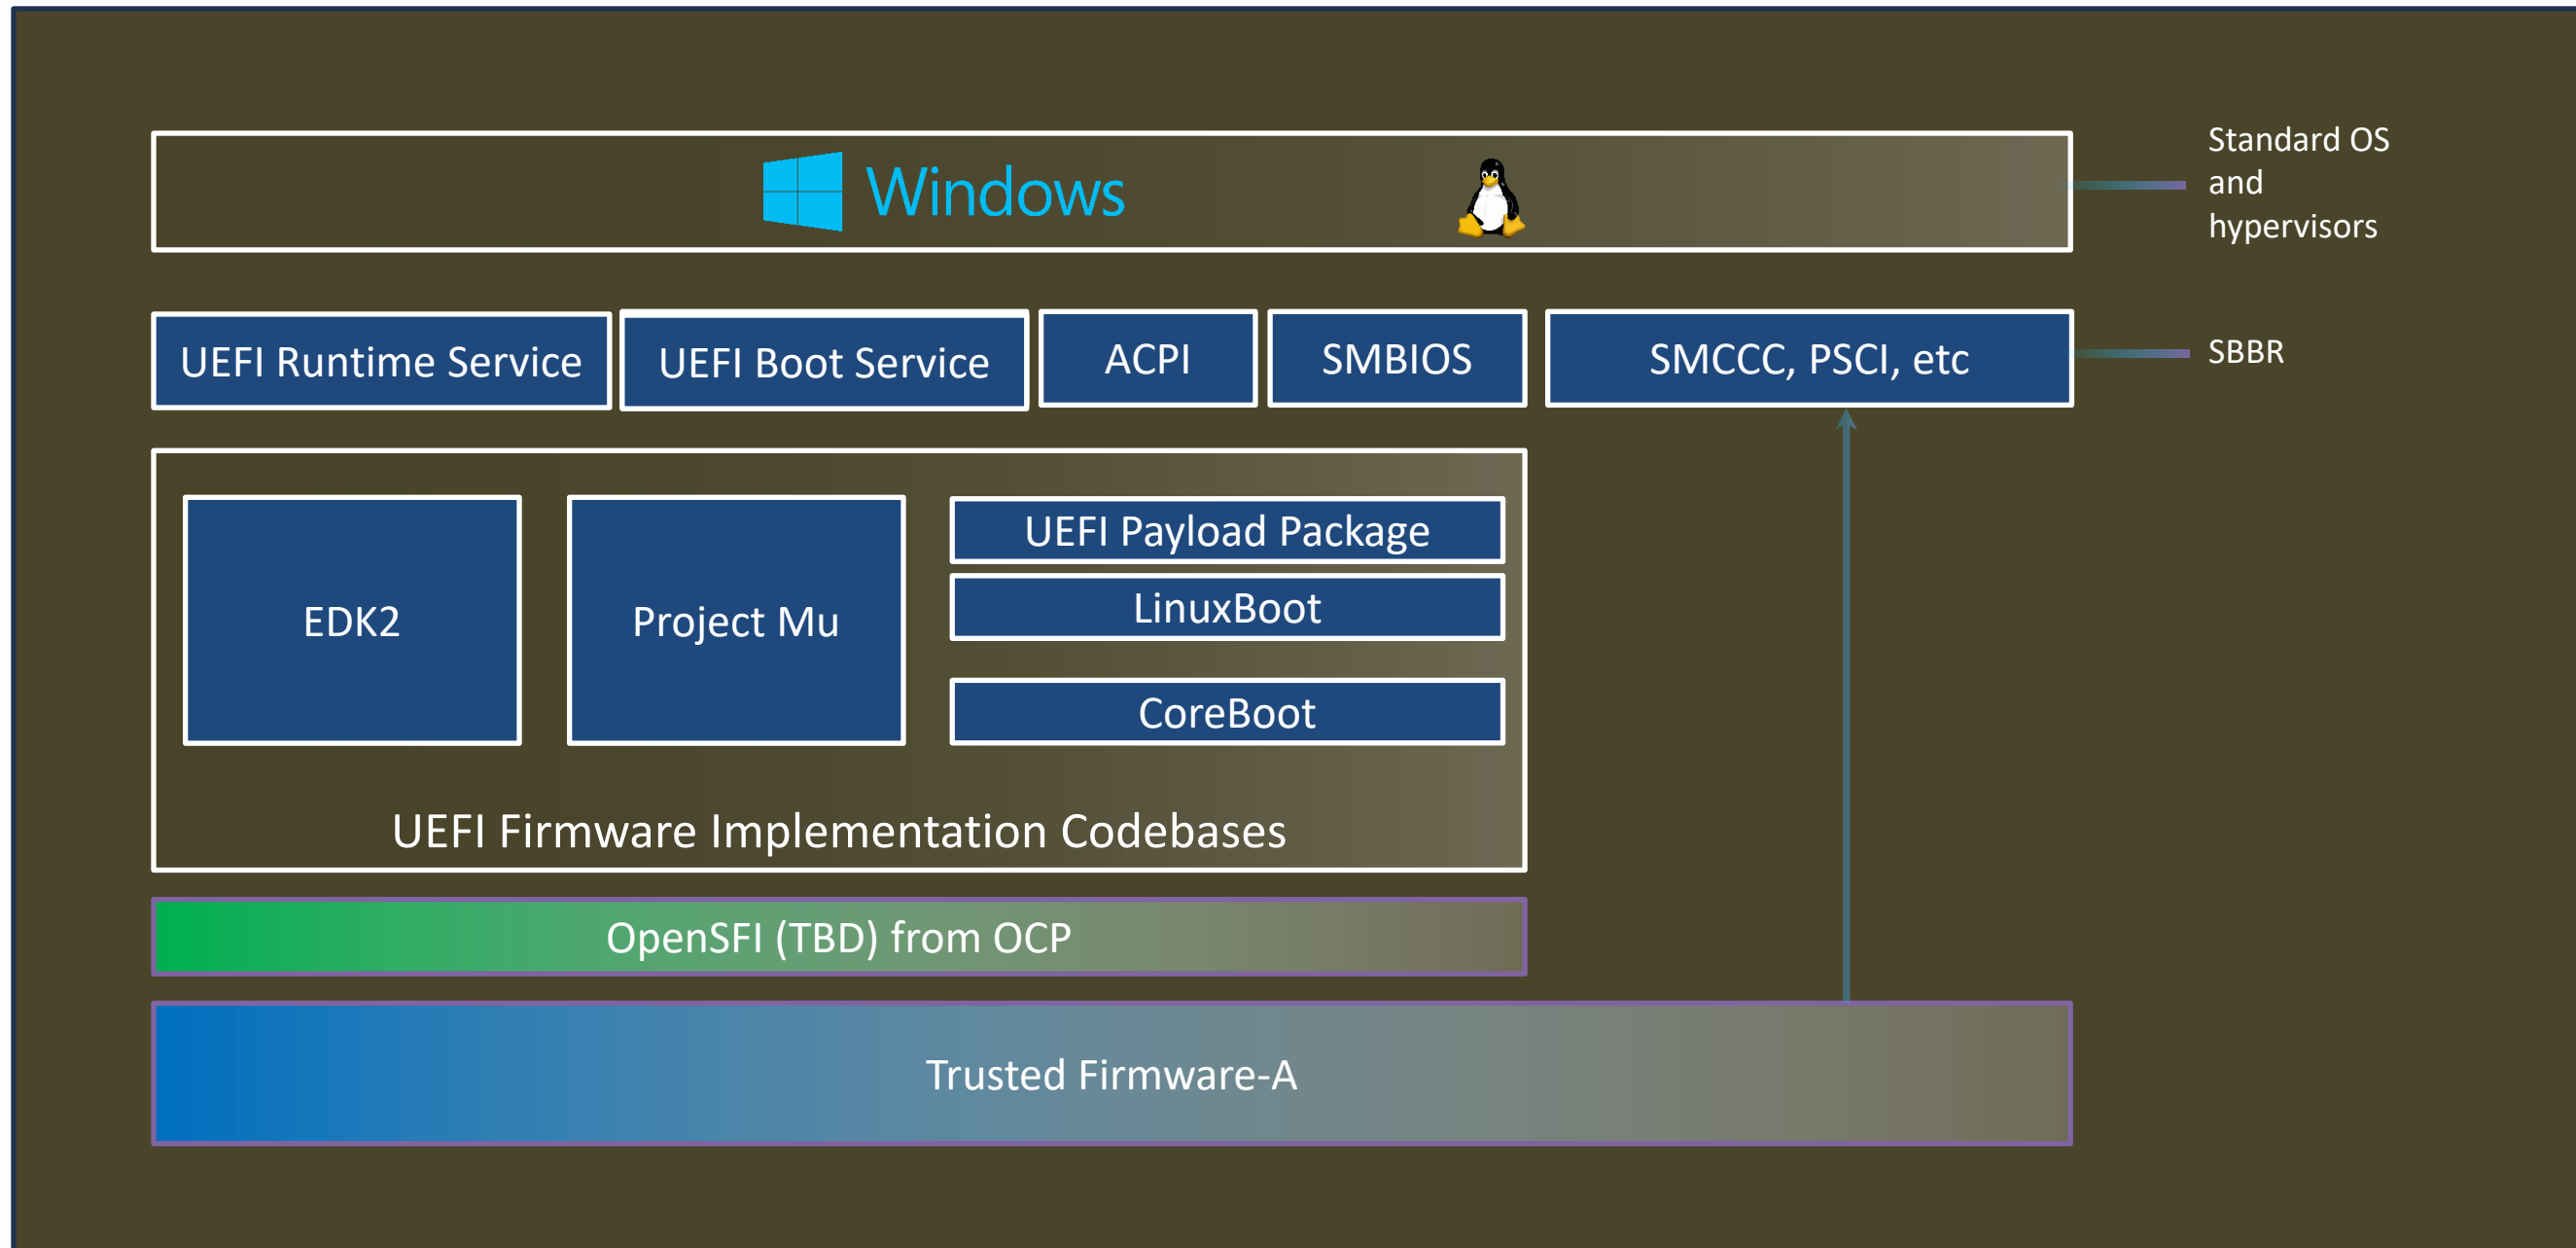 Windows
Standard OS
and
hypervisors
UEFI Runtime Service
UEFI Boot Service
ACPI
SMBIOS
SMCCC, PSCI, etc
SBBR
EDK2
Project Mu
UEFI Payload Package
LinuxBoot
CoreBoot
UEFI Firmware Implementation Codebases
OpenSFI (TBD) from OCP
Trusted Firmware-A